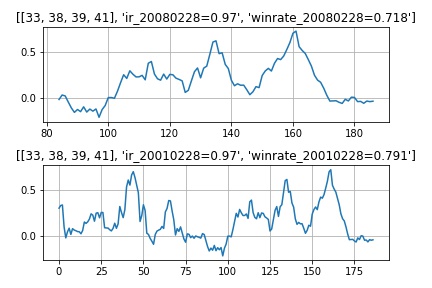 [[33, 38, 39, 41], 'ir_20080228=0.97', 'winrate_20080228=0.718']
0.5
0.0
80 100 120 140 160 180
[[33, 38, 39, 41], 'ir_20010228=0.97', 'winrate_20010228=0.791']
0.5
0.0
0 25 50 75 100 125 150 175